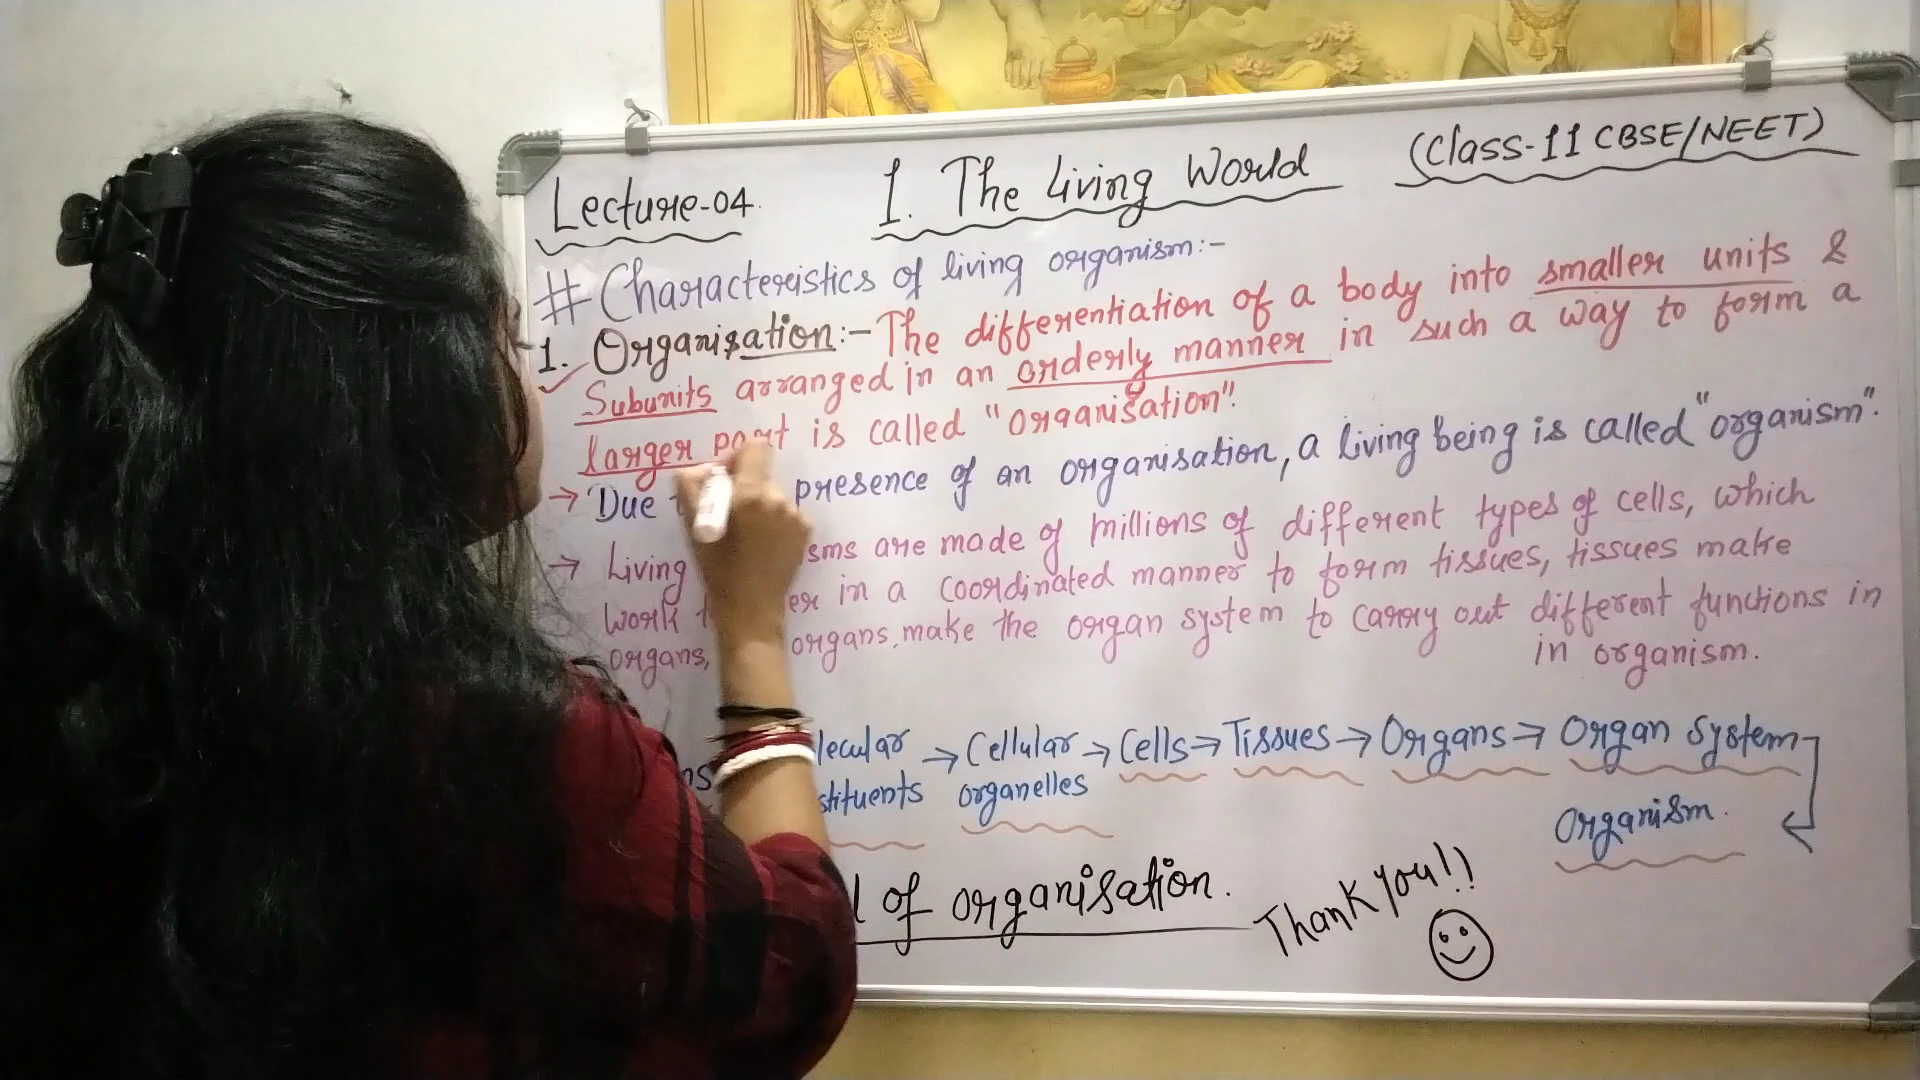 Lecture-04.
1. The Living World
(Class-11 CBSE/NEET)
# Charactereistics of living organism:-
1. Organisation:- The differentiation of a body into smaller units &
Subunits arranged in an orderly manner in such a way to form a
larger part is called "Organisation".
→ Due presence of an organisation, a living being is called "organism".
→ Living sms are made of millions of different types of cells, which
work er in a coordinated manner to form tissues, tissues make
organs, organs make the organ system to carry out different functions in
in organism.
lecular stituents → Cellular organelles → Cells → Tissues → Organs → Organ System
Organism.
l of organisation.
Thank you!!